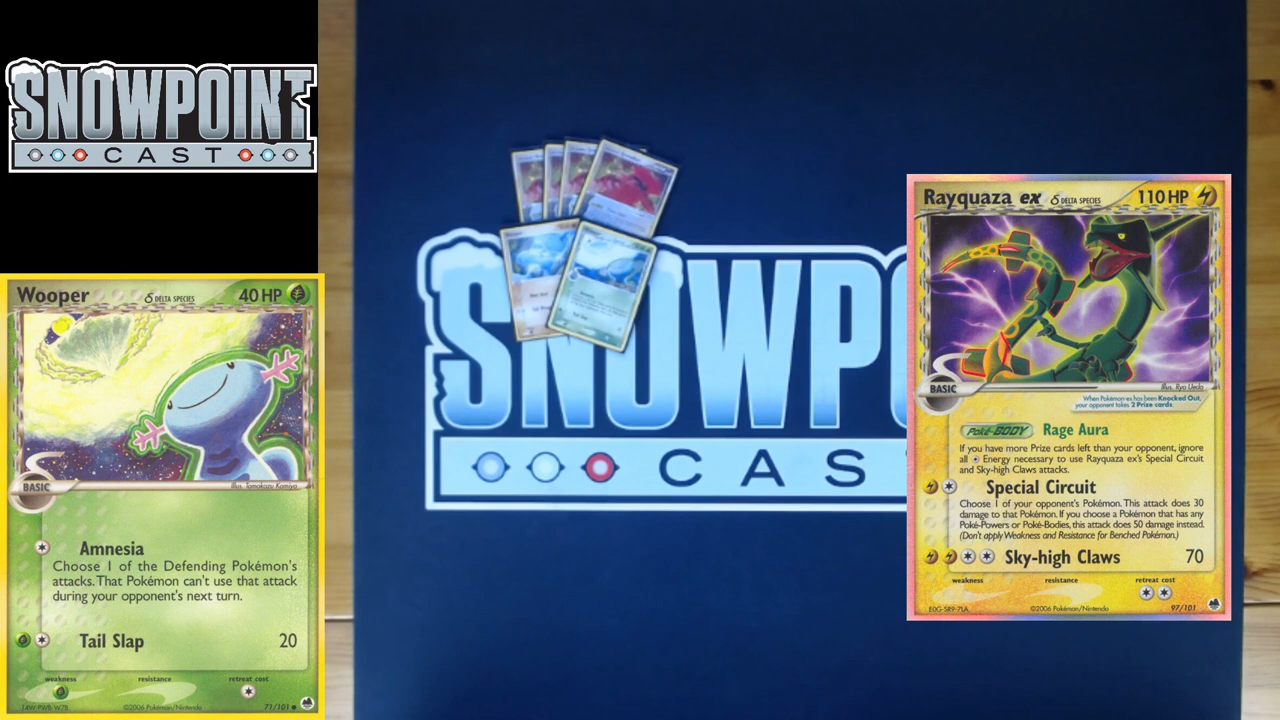 SNOWPOINT
CAST
Wooper δ DELTA SPECIES 40 HP
BASIC
Illus. Tomokazu Komiya
Amnesia
Choose 1 of the Defending Pokémon's
attacks. That Pokémon can't use that attack
during your opponent's next turn.
Tail Slap 20
weakness resistance retreat cost
©2006 Pokémon/Nintendo 71/101
SNOWPO
CAS
Rayquaza ex δ DELTA SPECIES 110 HP
BASIC
Illus. Ryo Ueda
When Pokémon-ex has been Knocked Out,
your opponent takes 2 Prize cards.
Poké-BODY Rage Aura
If you have more Prize cards left than your opponent, ignore
all Energy necessary to use Rayquaza ex's Special Circuit
and Sky-high Claws attacks.
Special Circuit
Choose 1 of your opponent's Pokémon. This attack does 30
damage to that Pokémon. If you choose a Pokémon that has any
Poké-Powers or Poké-Bodies, this attack does 50 damage instead.
(Don't apply Weakness and Resistance for Benched Pokémon.)
Sky-high Claws 70
weakness resistance retreat cost
©2006 Pokémon/Nintendo 97/101